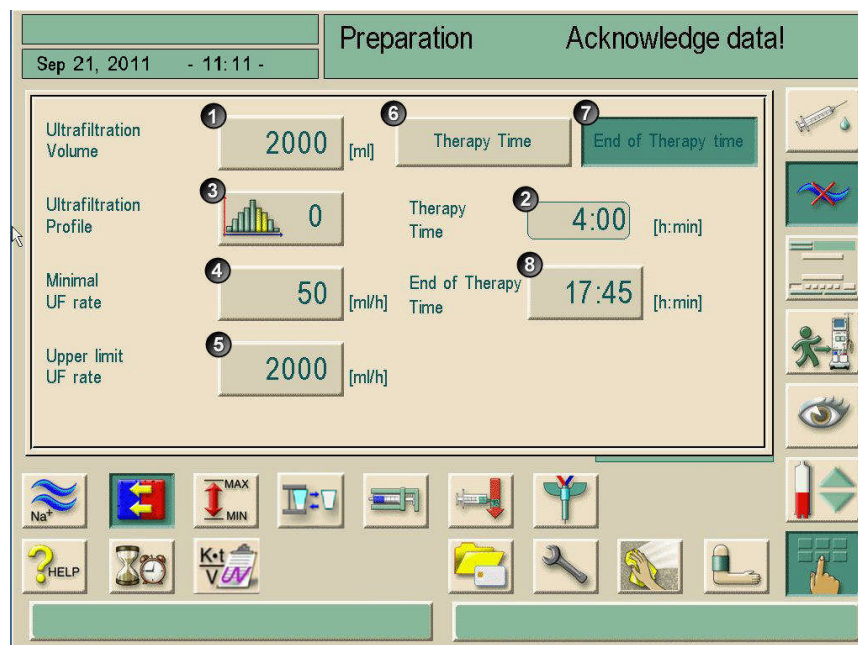 Preparation
Acknowledge data!
Sep 21, 2011 - 11:11 -
1
Ultrafiltration
Volume
2000
[ml]
6
Therapy Time
7
End of Therapy time
3
Ultrafiltration
Profile
0
Therapy
Time
2
4:00
[h:min]
4
Minimal
UF rate
50
[ml/h]
End of Therapy
Time
8
17:45
[h:min]
5
Upper limit
UF rate
2000
[ml/h]
Na+
MAX
MIN
HELP
K•t
V
UV